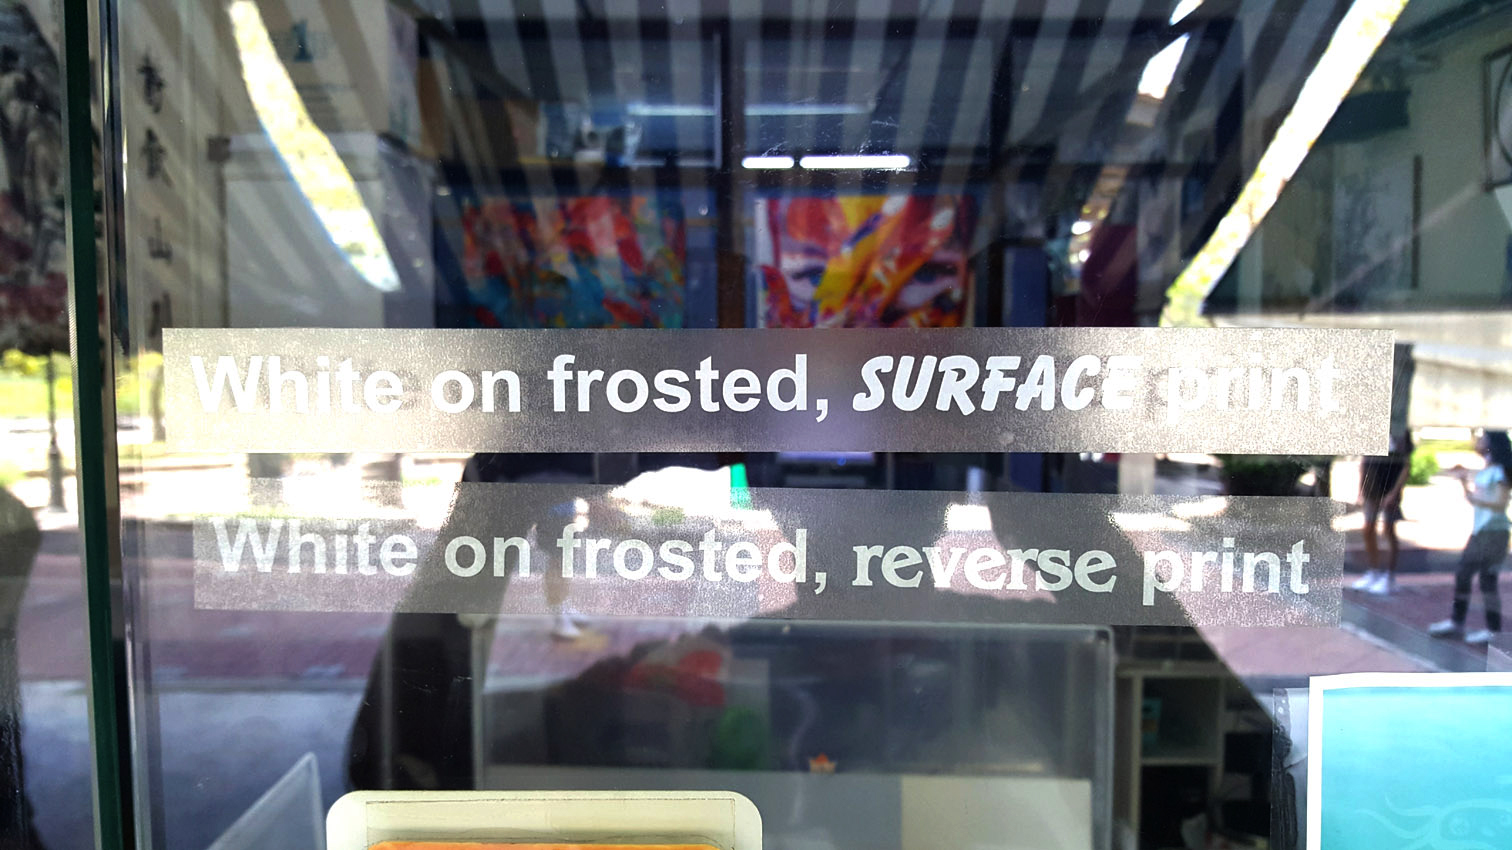 White on frosted, SURFACE print
White on frosted, reverse print